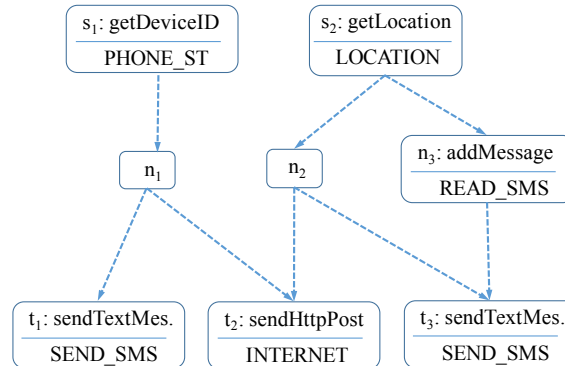 s₁: getDeviceID
PHONE_ST
s₂: getLocation
LOCATION
n₁
n₂
n₃: addMessage
READ_SMS
t₁: sendTextMes.
SEND_SMS
t₂: sendHttpPost
INTERNET
t₃: sendTextMes.
SEND_SMS